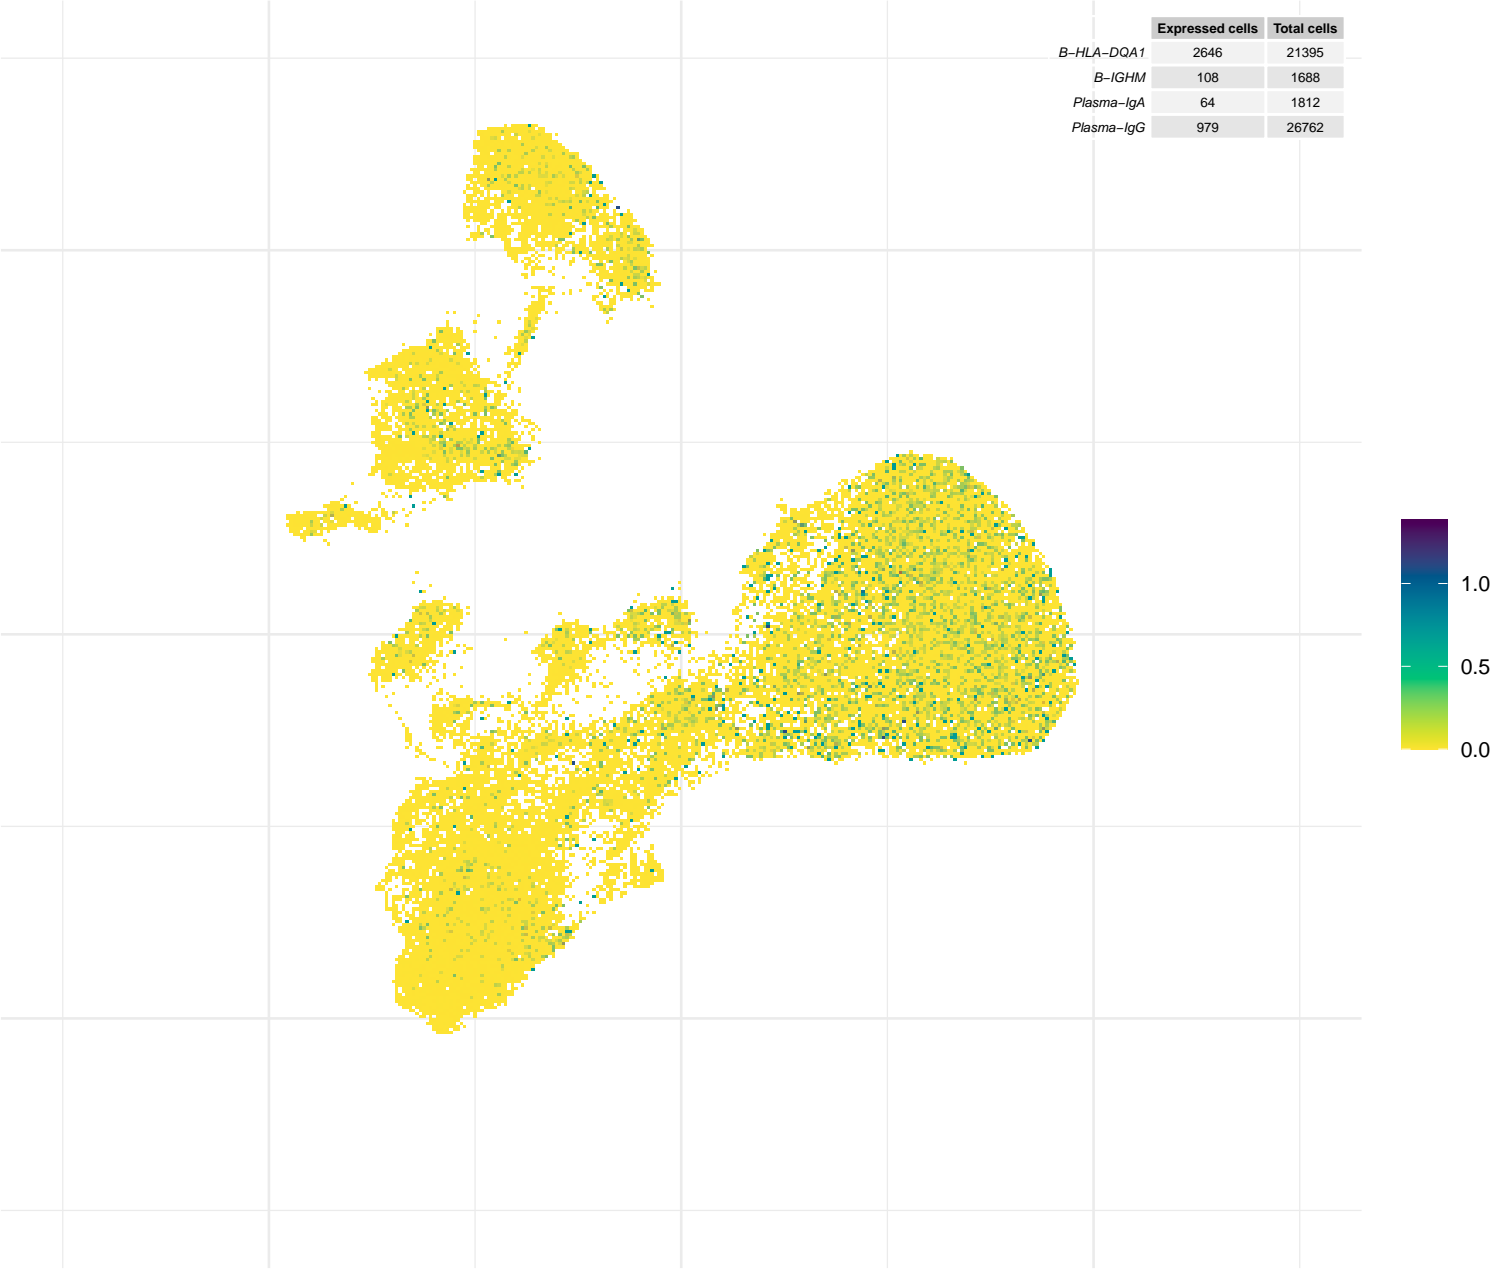 Expressed cells Total cells
B−HLA−DQA1 2646 21395
B−IGHM 108 1688
Plasma−IgA 64 1812
Plasma−IgG 979 26762
1.0
0.5
0.0